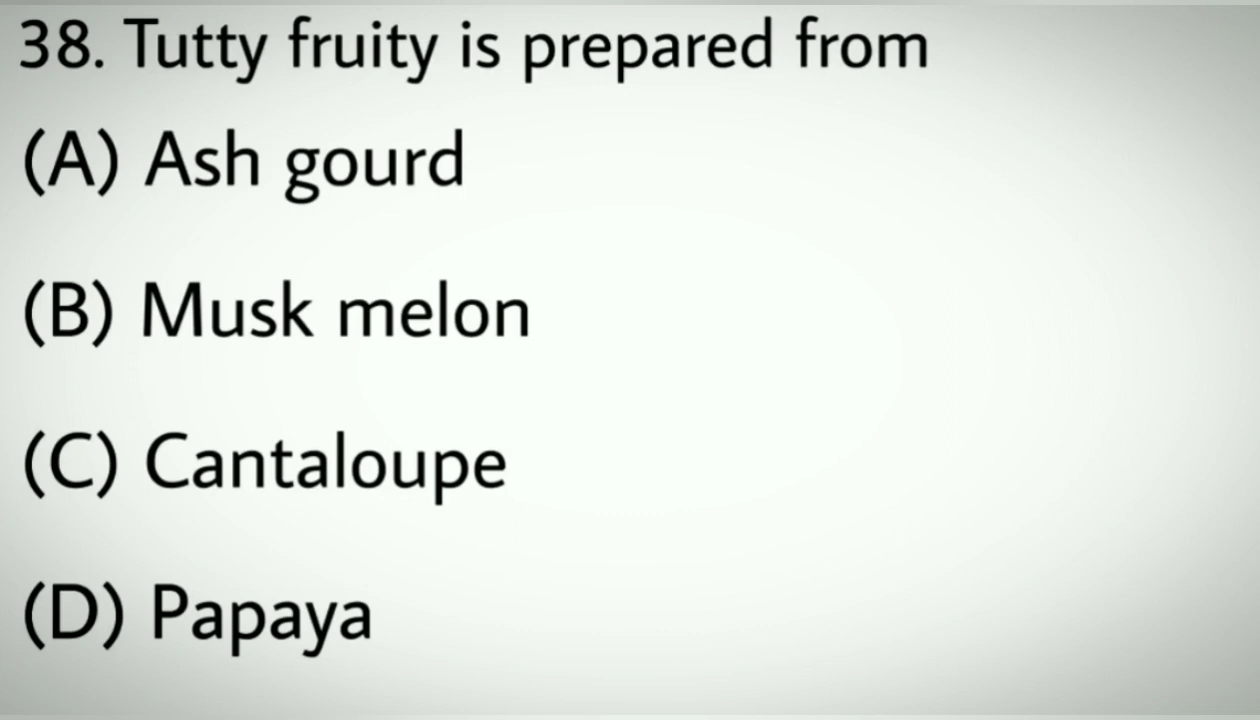 38. Tutty fruity is prepared from
(A) Ash gourd
(B) Musk melon
(C) Cantaloupe
(D) Papaya